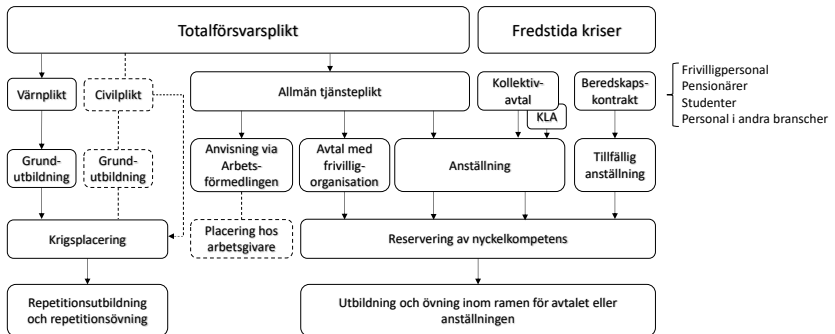 Totalförsvarsplikt
Fredstida kriser
Värnplikt
Civilplikt
Allmän tjänsteplikt
Kollektiv-
avtal
KLA
Beredskaps-
kontrakt
Frivilligpersonal
Pensionärer
Studenter
Personal i andra branscher
Grund-
utbildning
Grund-
utbildning
Anvisning via
Arbets-
förmedlingen
Avtal med
frivillig-
organisation
Anställning
Tillfällig
anställning
Krigsplacering
Placering hos
arbetsgivare
Reservering av nyckelkompetens
Repetitionsutbildning
och repetitionsövning
Utbildning och övning inom ramen för avtalet eller
anställningen